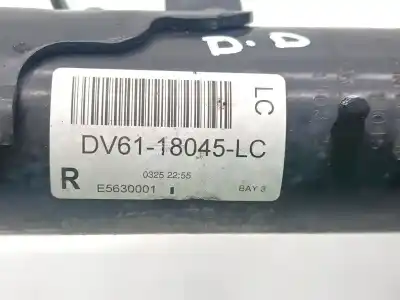 D.D
LC
DV61-18045-LC
R
0325 22:55
E5630001
BAY 3